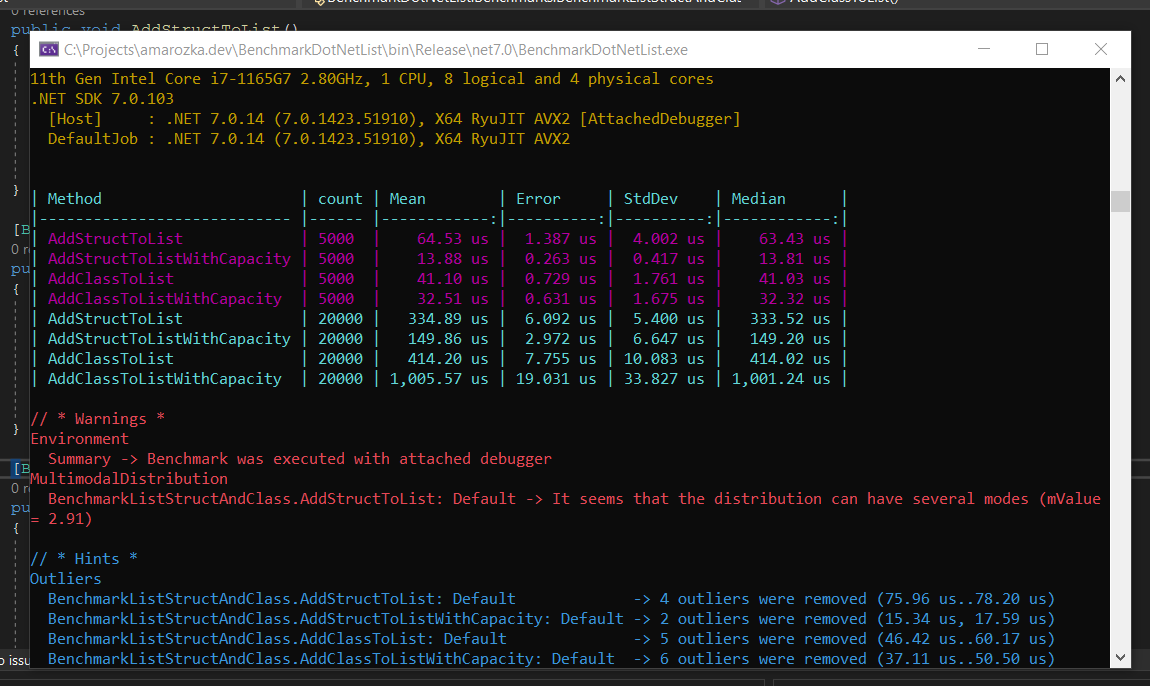 0 references
public void AddStructToList()
{
C:\Projects\amarozka.dev\BenchmarkDotNetList\bin\Release\net7.0\BenchmarkDotNetList.exe
11th Gen Intel Core i7-1165G7 2.80GHz, 1 CPU, 8 logical and 4 physical cores
.NET SDK 7.0.103
[Host]     : .NET 7.0.14 (7.0.1423.51910), X64 RyuJIT AVX2 [AttachedDebugger]
DefaultJob : .NET 7.0.14 (7.0.1423.51910), X64 RyuJIT AVX2
}
| Method                      | count | Mean        | Error     | StdDev    | Median      |
|---------------------------- |------ |------------:|----------:|----------:|------------:|
| AddStructToList             | 5000  |    64.53 us |  1.387 us |  4.002 us |    63.43 us |
| AddStructToListWithCapacity | 5000  |    13.88 us |  0.263 us |  0.417 us |    13.81 us |
| AddClassToList              | 5000  |    41.10 us |  0.729 us |  1.761 us |    41.03 us |
| AddClassToListWithCapacity  | 5000  |    32.51 us |  0.631 us |  1.675 us |    32.32 us |
| AddStructToList             | 20000 |   334.89 us |  6.092 us |  5.400 us |   333.52 us |
| AddStructToListWithCapacity | 20000 |   149.86 us |  2.972 us |  6.647 us |   149.20 us |
| AddClassToList              | 20000 |   414.20 us |  7.755 us | 10.083 us |   414.02 us |
| AddClassToListWithCapacity  | 20000 | 1,005.57 us | 19.031 us | 33.827 us | 1,001.24 us |
// * Warnings *
}
Environment
Summary -> Benchmark was executed with attached debugger
MultimodalDistribution
BenchmarkListStructAndClass.AddStructToList: Default -> It seems that the distribution can have several modes (mValue
= 2.91)
{
// * Hints *
Outliers
BenchmarkListStructAndClass.AddStructToList: Default             -> 4 outliers were removed (75.96 us..78.20 us)
BenchmarkListStructAndClass.AddStructToListWithCapacity: Default -> 2 outliers were removed (15.34 us, 17.59 us)
BenchmarkListStructAndClass.AddClassToList: Default              -> 5 outliers were removed (46.42 us..60.17 us)
BenchmarkListStructAndClass.AddClassToListWithCapacity: Default  -> 6 outliers were removed (37.11 us..50.50 us)